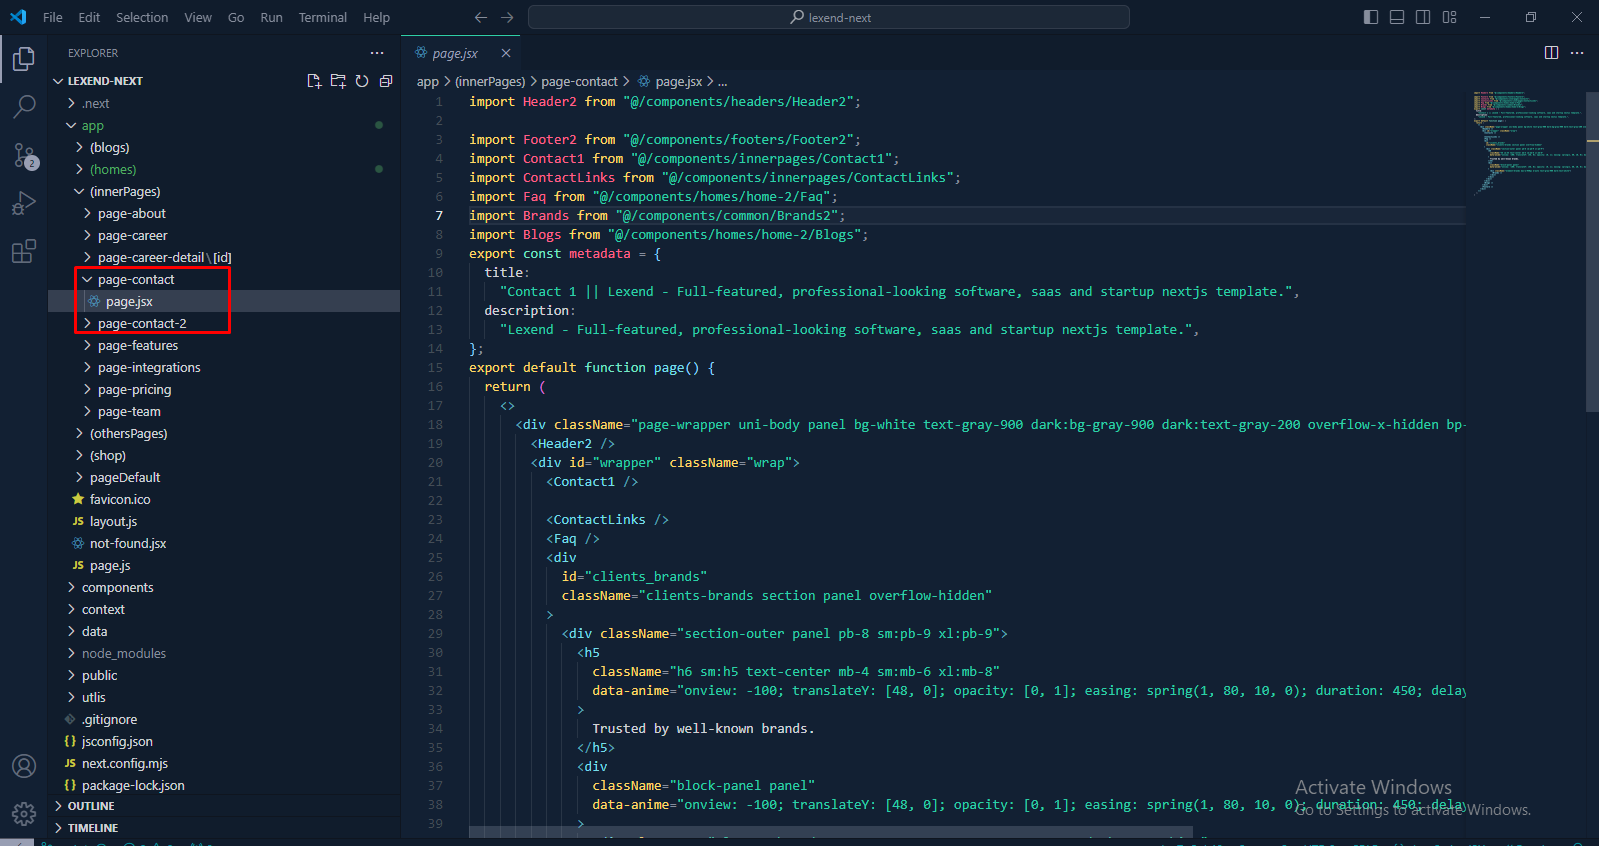 File Edit Selection View Go Run Terminal Help
lexend-next
EXPLORER
LEXEND-NEXT
.next
app
(blogs)
(homes)
(innerPages)
page-about
page-career
page-career-detail\[id]
page-contact
page.jsx
page-contact-2
page-features
page-integrations
page-pricing
page-team
(othersPages)
(shop)
pageDefault
favicon.ico
JS layout.js
not-found.jsx
JS page.js
components
context
data
node_modules
public
utlis
.gitignore
{} jsconfig.json
JS next.config.mjs
{} package-lock.json
OUTLINE
TIMELINE
2
page.jsx
app > (innerPages) > page-contact > page.jsx > ...
1 import Header2 from "@/components/headers/Header2";
2
3 import Footer2 from "@/components/footers/Footer2";
4 import Contact1 from "@/components/innerpages/Contact1";
5 import ContactLinks from "@/components/innerpages/ContactLinks";
6 import Faq from "@/components/homes/home-2/Faq";
7 import Brands from "@/components/common/Brands2";
8 import Blogs from "@/components/homes/home-2/Blogs";
9 export const metadata = {
10 title:
11 "Contact 1 || Lexend - Full-featured, professional-looking software, saas and startup nextjs template.",
12 description:
13 "Lexend - Full-featured, professional-looking software, saas and startup nextjs template.",
14 };
15 export default function page() {
16 return (
17 <>
18 <div className="page-wrapper uni-body panel bg-white text-gray-900 dark:bg-gray-900 dark:text-gray-200 overflow-x-hidden bp-
19 <Header2 />
20 <div id="wrapper" className="wrap">
21 <Contact1 />
22
23 <ContactLinks />
24 <Faq />
25 <div
26 id="clients_brands"
27 className="clients-brands section panel overflow-hidden"
28 >
29 <div className="section-outer panel pb-8 sm:pb-9 xl:pb-9">
30 <h5
31 className="h6 sm:h5 text-center mb-4 sm:mb-6 xl:mb-8"
32 data-anime="onview: -100; translateY: [48, 0]; opacity: [0, 1]; easing: spring(1, 80, 10, 0); duration: 450; delay
33 >
34 Trusted by well-known brands.
35 </h5>
36 <div
37 className="block-panel panel"
38 data-anime="onview: -100; translateY: [48, 0]; opacity: [0, 1]; easing: spring(1, 80, 10, 0); duration: 450; delay
39 >
Activate Windows
Go to Settings to activate Windows.